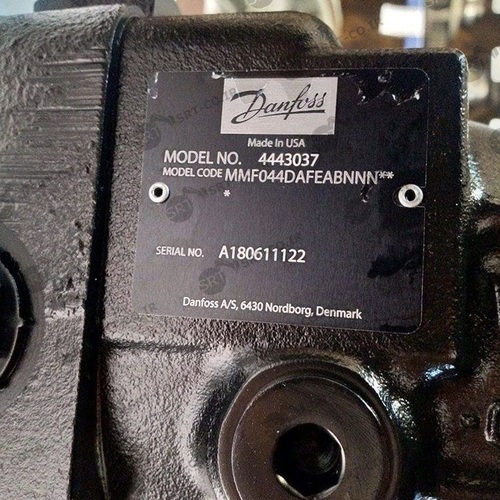 Danfoss
Made In USA
MODEL NO. 4443037
MODEL CODE MMF044DAFEABNNN**
*
SERIAL NO. A180611122
Danfoss A/S, 6430 Nordborg, Denmark